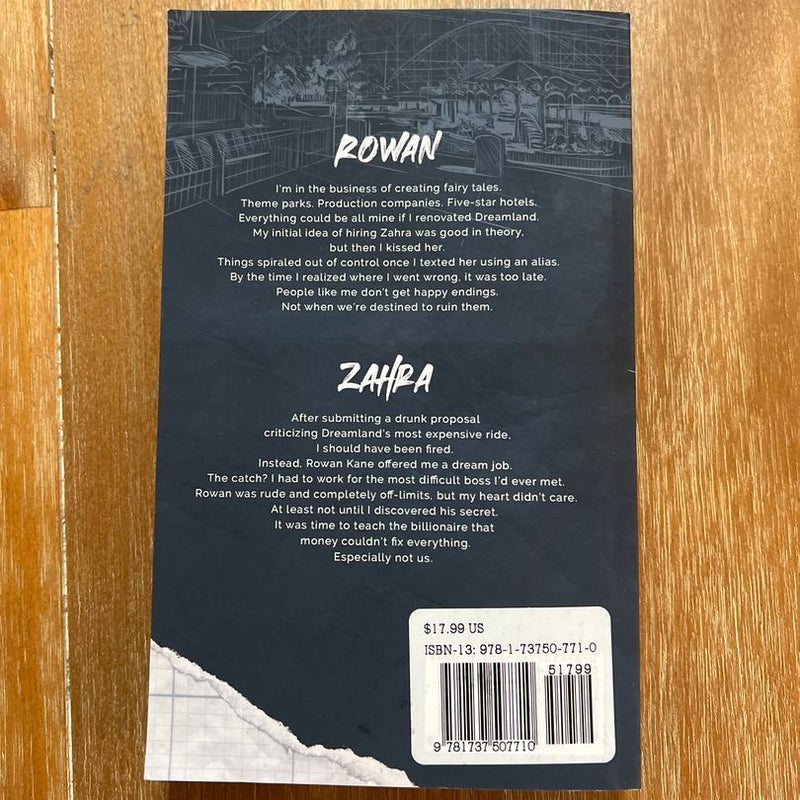 ROWAN
I'm in the business of creating fairy tales.
Theme parks. Production companies. Five-star hotels.
Everything could be all mine if I renovated Dreamland.
My initial idea of hiring Zahra was good in theory,
but then I kissed her.
Things spiraled out of control once I texted her using an alias.
By the time I realized where I went wrong, it was too late.
People like me don't get happy endings.
Not when we're destined to ruin them.
ZAHRA
After submitting a drunk proposal
criticizing Dreamland's most expensive ride,
I should have been fired.
Instead, Rowan Kane offered me a dream job.
The catch? I had to work for the most difficult boss I'd ever met.
Rowan was rude and completely off-limits, but my heart didn't care.
At least not until I discovered his secret.
It was time to teach the billionaire that
money couldn't fix everything.
Especially not us.
$17.99 US
ISBN-13: 978-1-73750-771-0
51799
9 781737 507710